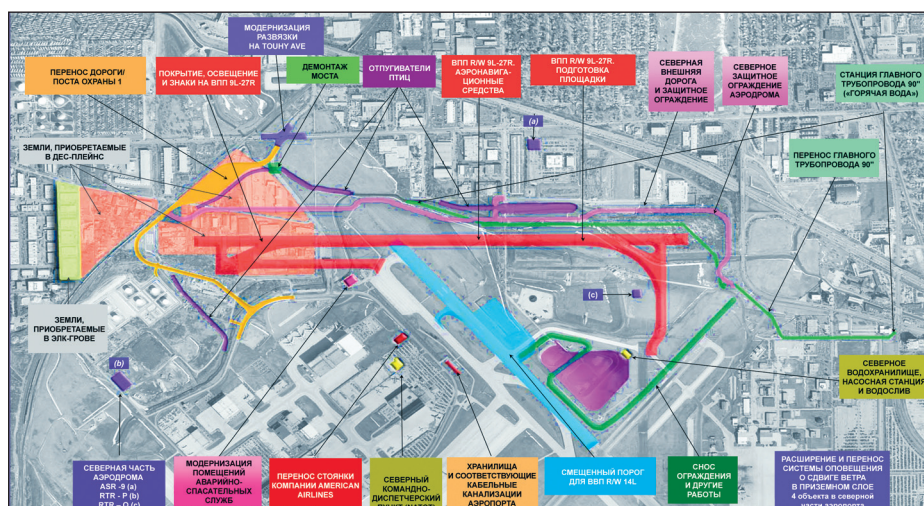 МОДЕРНИЗАЦИЯ
РАЗВЯЗКИ
НА TOUHY AVE
ПЕРЕНОС ДОРОГИ/
ПОСТА ОХРАНЫ 1
ПОКРЫТИЕ, ОСВЕЩЕНИЕ
И ЗНАКИ НА ВПП 9L-27R
ДЕМОНТАЖ
МОСТА
ОТПУГИВАТЕЛИ
ПТИЦ
ВПП R/W 9L-27R.
АЭРОНАВИГА-
ЦИОННЫЕ
СРЕДСТВА
ВПП R/W 9L-27R.
ПОДГОТОВКА
ПЛОЩАДКИ
СЕВЕРНАЯ
ВНЕШНЯЯ
ДОРОГА
И ЗАЩИТНОЕ
ОГРАЖДЕНИЕ
СЕВЕРНОЕ
ЗАЩИТНОЕ
ОГРАЖДЕНИЕ
АЭРОДРОМА
СТАНЦИЯ ГЛАВНОГО
ТРУБОПРОВОДА 90"
(«ГОРЯЧАЯ ВОДА»)
(a)
ЗЕМЛИ, ПРИОБРЕТАЕМЫЕ
В ДЕС-ПЛЕЙНС
ПЕРЕНОС ГЛАВНОГО
ТРУБОПРОВОДА 90"
(c)
ЗЕМЛИ,
ПРИОБРЕТАЕМЫЕ
В ЭЛК-ГРОВЕ
(b)
СЕВЕРНОЕ
ВОДОХРАНИЛИЩЕ,
НАСОСНАЯ СТАНЦИЯ
И ВОДОСЛИВ
СЕВЕРНАЯ ЧАСТЬ
АЭРОДРОМА
ASR -9 (a)
RTR - P (b)
RTR – Q (c)
МОДЕРНИЗАЦИЯ
ПОМЕЩЕНИЙ
АВАРИЙНО-
СПАСАТЕЛЬНЫХ
СЛУЖБ
ПЕРЕНОС СТОЯНКИ
КОМПАНИИ AMERICAN
AIRLINES
СЕВЕРНЫЙ
КОМАНДНО-
ДИСПЕТЧЕРСКИЙ
ХРАНИЛИЩА
И СООТВЕТСТВУЮЩИЕ
КАБЕЛЬНЫЕ
КАНАЛИЗАЦИИ
АЭРОПОРТА
СМЕЩЕННЫЙ ПОРОГ
ДЛЯ ВПП R/W 14L
СНОС
ОГРАЖДЕНИЯ
И ДРУГИЕ
РАБОТЫ
РАСШИРЕНИЕ И ПЕРЕНОС
СИСТЕМЫ ОПОВЕЩЕНИЯ
О СДВИГЕ ВЕТРА
В ПРИЗЕМНОМ СЛОЕ
4 объекта в северной
части аэропорта